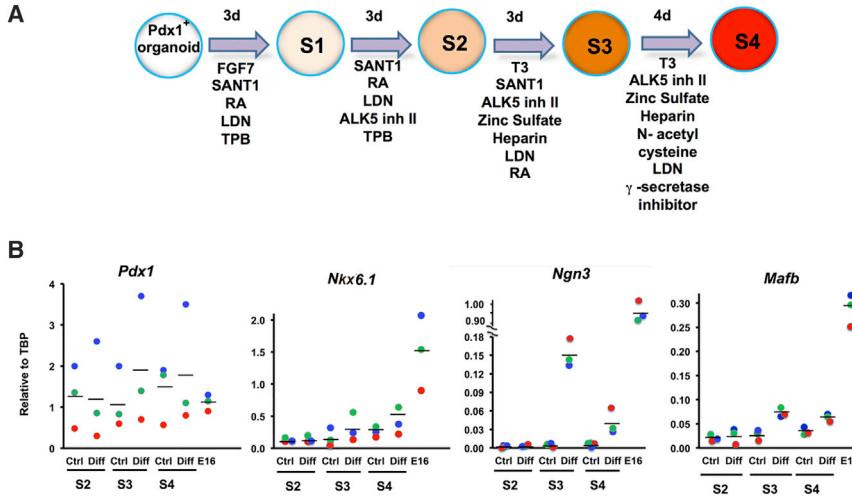 A
3d 3d 3d 4d
Pdx1+
organoid
S1 S2 S3 S4
FGF7
SANT1
RA
LDN
TPB
SANT1
RA
LDN
ALK5 inh II
TPB
T3
SANT1
ALK5 inh II
Zinc Sulfate
Heparin
LDN
RA
T3
ALK5 inh II
Zinc Sulfate
Heparin
N- acetyl
cysteine
LDN
γ -secretase
inhibitor
B
Pdx1
Relative to TBP
4
3
2
1
0
Ctrl Diff Ctrl Diff Ctrl Diff E16
S2 S3 S4
Nkx6.1
2.0
1.5
1.0
0.5
0.0
Ctrl Diff Ctrl Diff Ctrl Diff E16
S2 S3 S4
Ngn3
1.00
0.90
0.18
0.15
0.12
0.09
0.06
0.03
0.00
Ctrl Diff Ctrl Diff Ctrl Diff E16
S2 S3 S4
Mafb
0.30
0.25
0.20
0.15
0.10
0.05
0.00
Ctrl Diff Ctrl Diff Ctrl Diff E1
S2 S3 S4